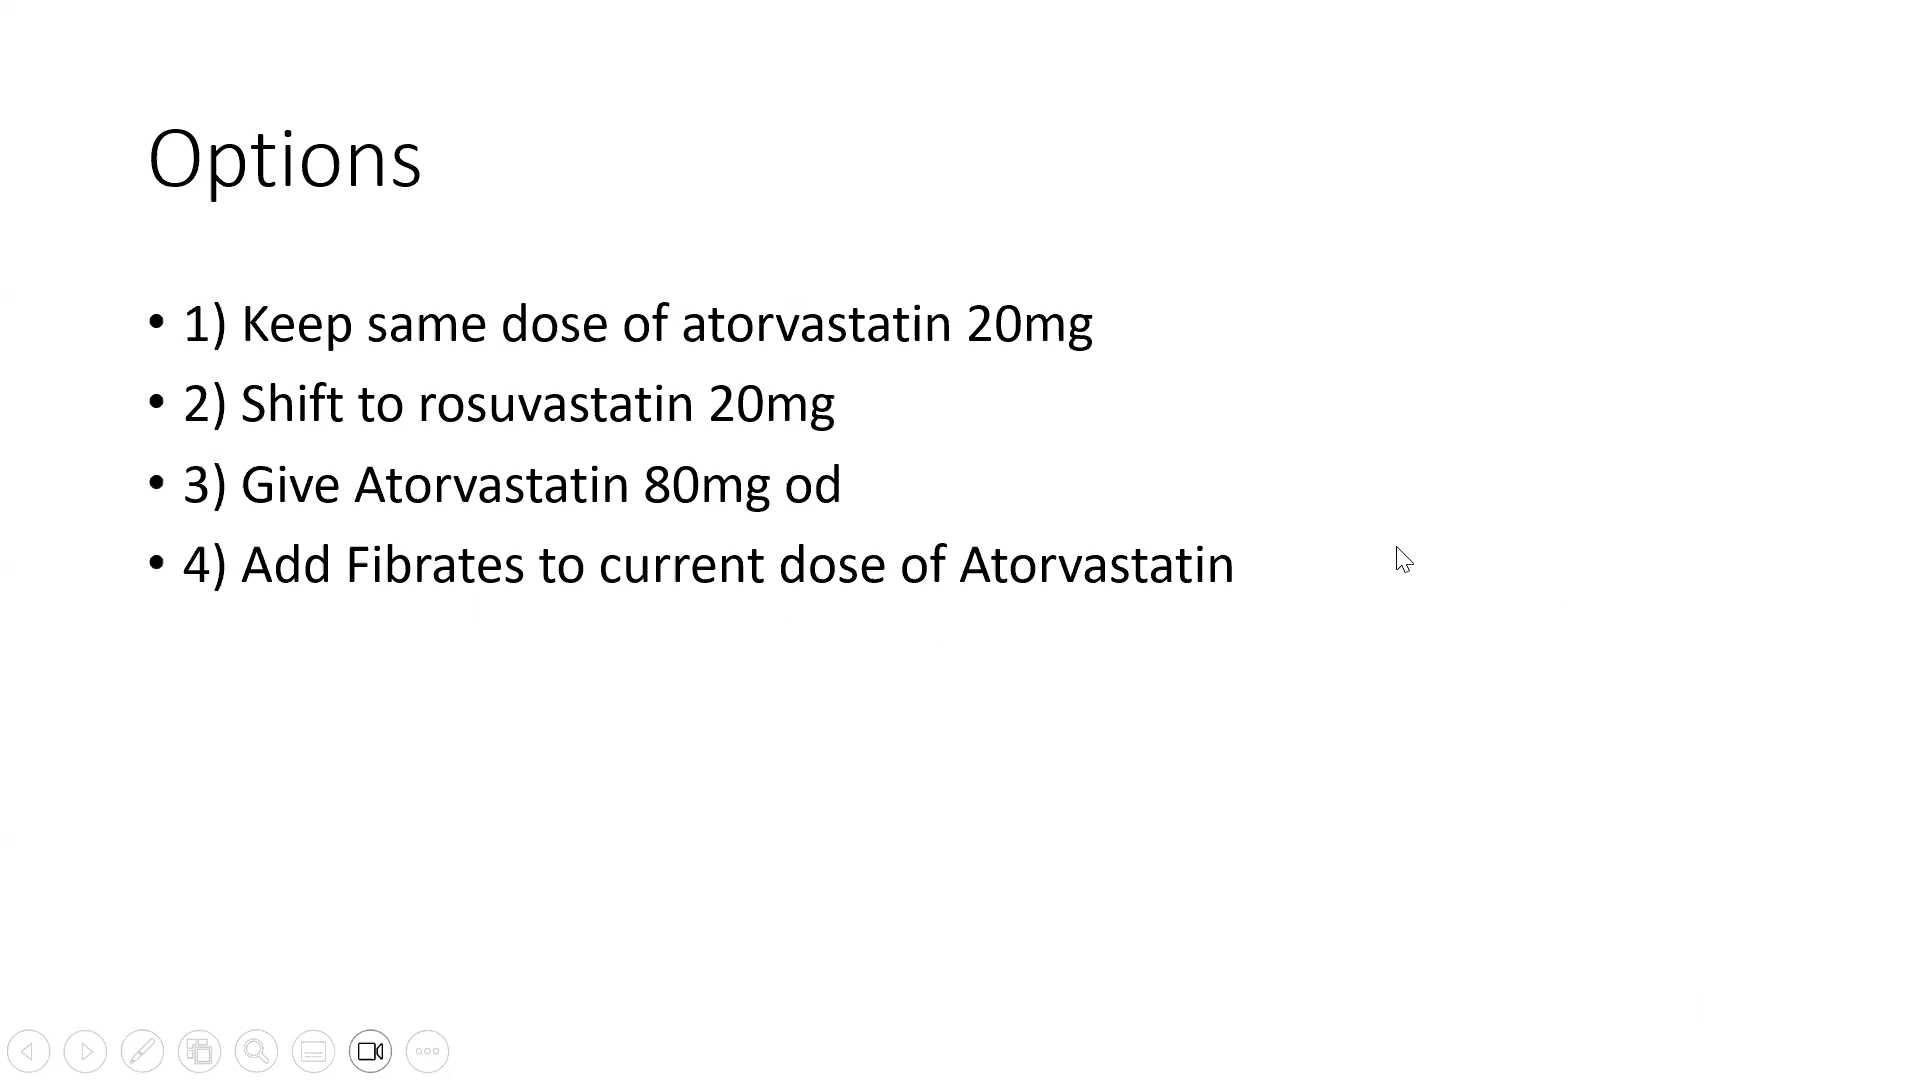 Options
• 1) Keep same dose of atorvastatin 20mg
• 2) Shift to rosuvastatin 20mg
• 3) Give Atorvastatin 80mg od
• 4) Add Fibrates to current dose of Atorvastatin